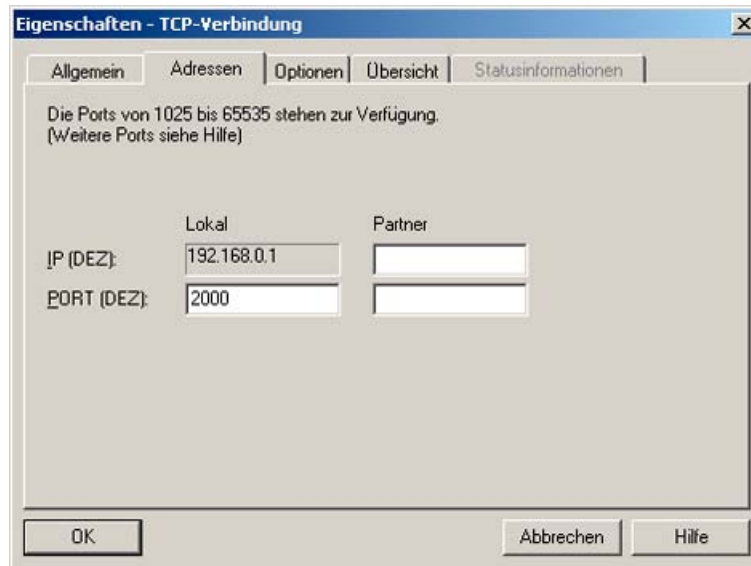 Eigenschaften - TCP-Verbindung
Allgemein Adressen Optionen Übersicht Statusinformationen
Die Ports von 1025 bis 65535 stehen zur Verfügung.
(Weitere Ports siehe Hilfe)
Lokal Partner
IP (DEZ): 192.168.0.1
PORT (DEZ): 2000
OK Abbrechen Hilfe